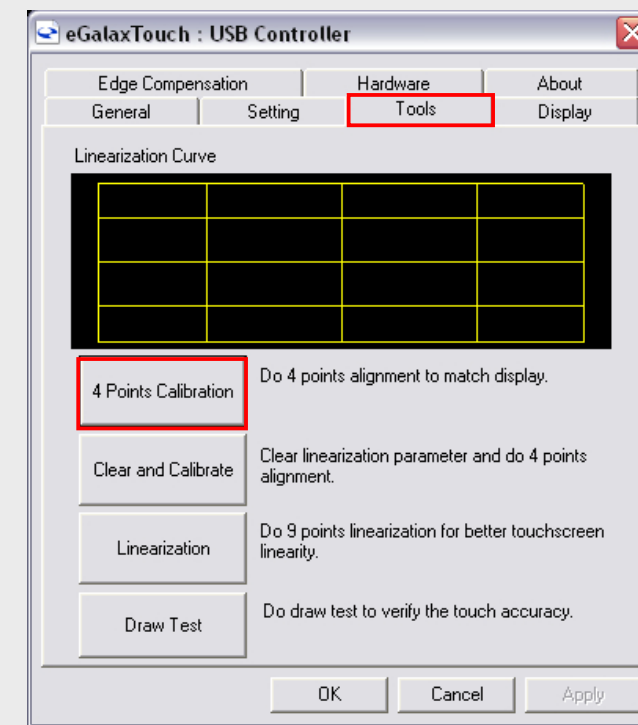 eGalaxTouch : USB Controller
Edge Compensation Hardware About
General Setting Tools Display
Linearization Curve
4 Points Calibration
Do 4 points alignment to match display.
Clear and Calibrate
Clear linearization parameter and do 4 points
alignment.
Linearization
Do 9 points linearization for better touchscreen
linearity.
Draw Test
Do draw test to verify the touch accuracy.
OK Cancel Apply